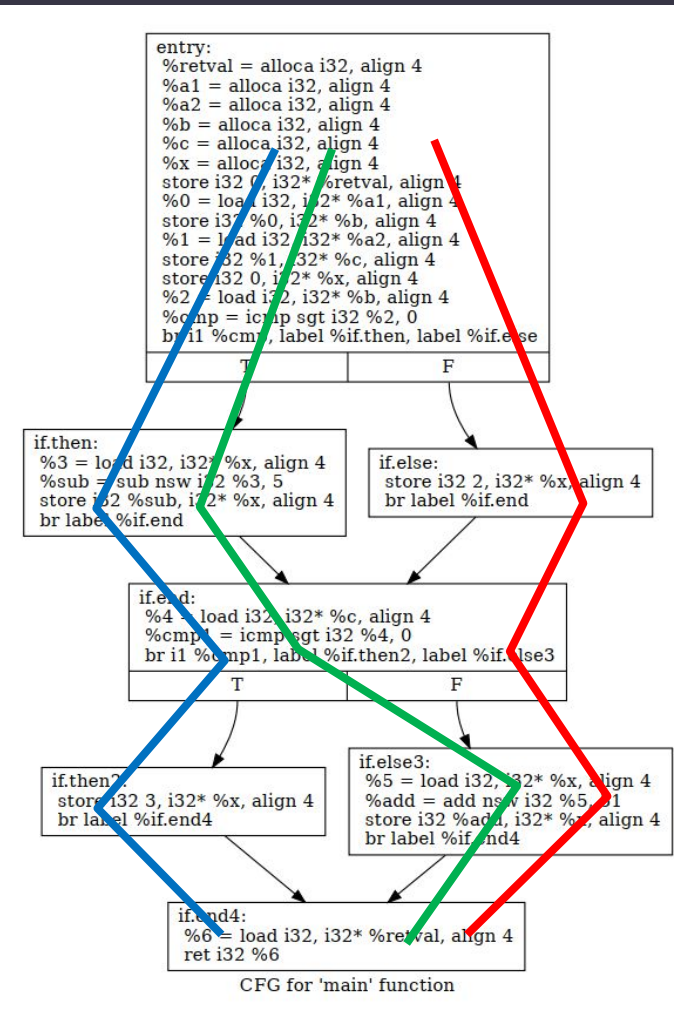 entry:
%retval = alloca i32, align 4
%a1 = alloca i32, align 4
%a2 = alloca i32, align 4
%b = alloca i32, align 4
%c = alloca i32, align 4
%x = alloca i32, align 4
store i32 0, i32* %retval, align 4
%0 = load i32, i32* %a1, align 4
store i32 %0, i32* %b, align 4
%1 = load i32, i32* %a2, align 4
store i32 %1, i32* %c, align 4
store i32 0, i32* %x, align 4
%2 = load i32, i32* %b, align 4
%cmp = icmp sgt i32 %2, 0
br i1 %cmp, label %if.then, label %if.else
T
F
if.then:
%3 = load i32, i32* %x, align 4
%sub = sub nsw i32 %3, 5
store i32 %sub, i32* %x, align 4
br label %if.end
if.else:
store i32 2, i32* %x, align 4
br label %if.end
if.end:
%4 = load i32, i32* %c, align 4
%cmp1 = icmp sgt i32 %4, 0
br i1 %cmp1, label %if.then2, label %if.else3
T
F
if.then2:
store i32 3, i32* %x, align 4
br label %if.end4
if.else3:
%5 = load i32, i32* %x, align 4
%add = add nsw i32 %5,
store i32 %add, i32* %x, align 4
br label %if.end4
if.end4:
%6 = load i32, i32* %retval, align 4
ret i32 %6
CFG for 'main' function